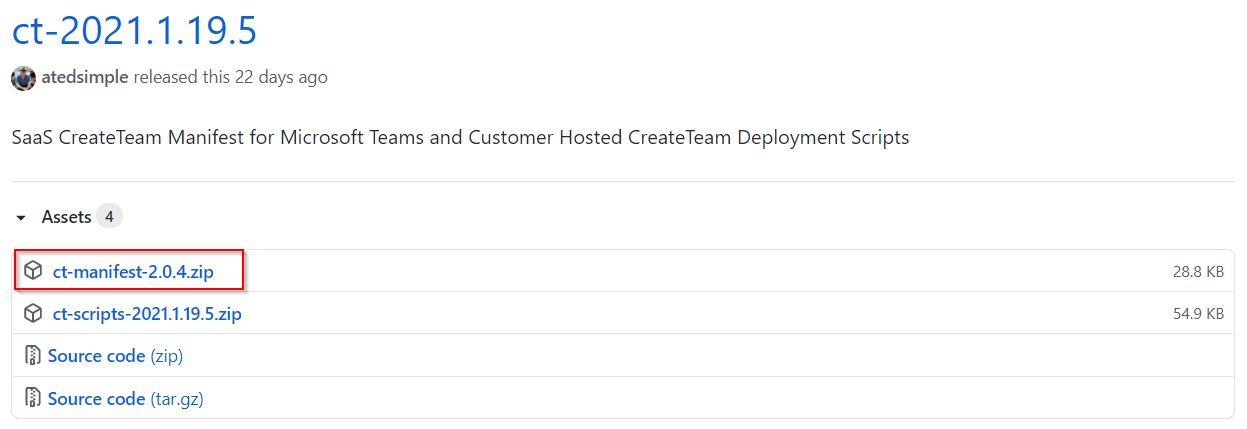 ct-2021.1.19.5
atedsimple released this 22 days ago
SaaS CreateTeam Manifest for Microsoft Teams and Customer Hosted CreateTeam Deployment Scripts
Assets 4
ct-manifest-2.0.4.zip 28.8 KB
ct-scripts-2021.1.19.5.zip 54.9 KB
Source code (zip)
Source code (tar.gz)